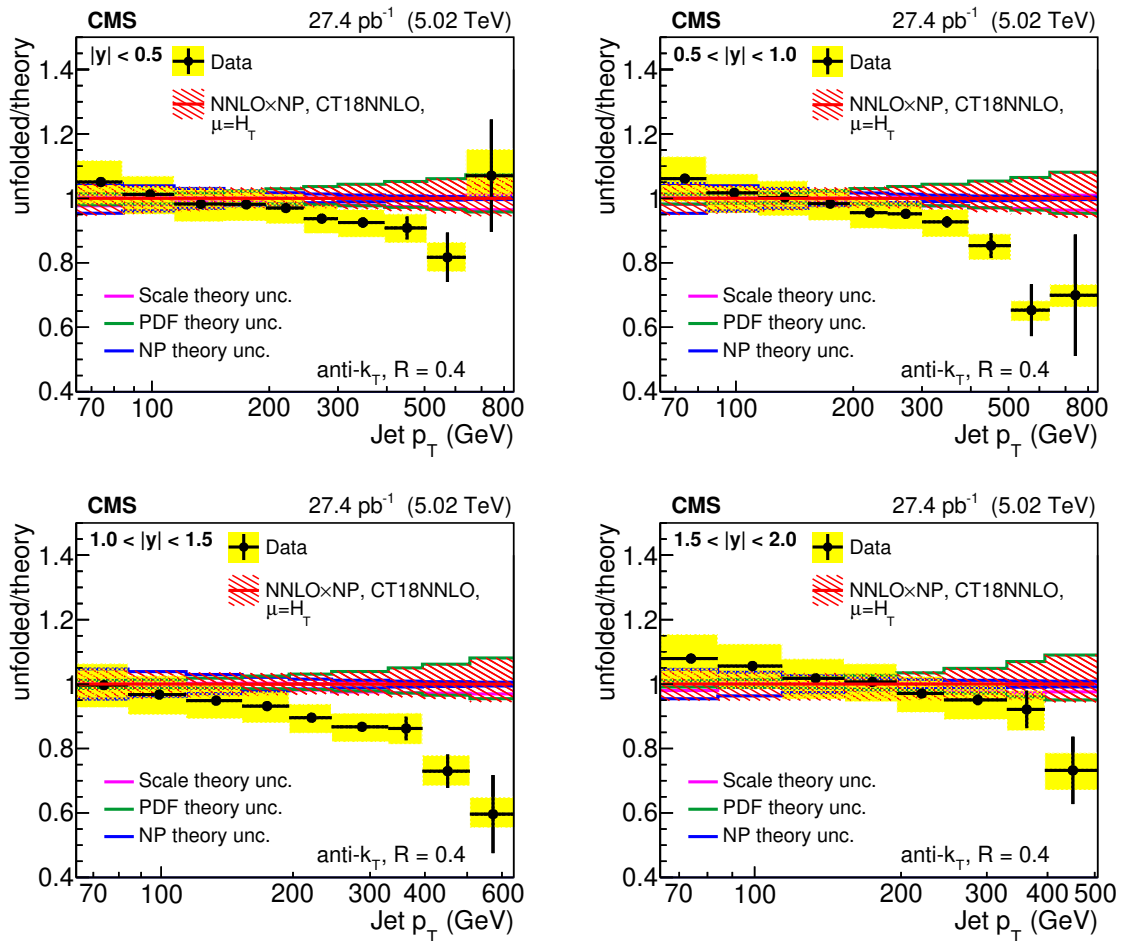 CMS 27.4 pb⁻¹ (5.02 TeV)
unfolded/theory
|y| < 0.5
Data
NNLO×NP, CT18NNLO,
μ=H_T
Scale theory unc.
PDF theory unc.
NP theory unc.
anti-k_T, R = 0.4
1.4
1.2
1
0.8
0.6
0.4
70 100 200 300 400 500 800
Jet p_T (GeV)
CMS 27.4 pb⁻¹ (5.02 TeV)
unfolded/theory
0.5 < |y| < 1.0
Data
NNLO×NP, CT18NNLO,
μ=H_T
Scale theory unc.
PDF theory unc.
NP theory unc.
anti-k_T, R = 0.4
1.4
1.2
1
0.8
0.6
0.4
70 100 200 300 400 500 800
Jet p_T (GeV)
CMS 27.4 pb⁻¹ (5.02 TeV)
unfolded/theory
1.0 < |y| < 1.5
Data
NNLO×NP, CT18NNLO,
μ=H_T
Scale theory unc.
PDF theory unc.
NP theory unc.
anti-k_T, R = 0.4
1.4
1.2
1
0.8
0.6
0.4
70 100 200 300 400 600
Jet p_T (GeV)
CMS 27.4 pb⁻¹ (5.02 TeV)
unfolded/theory
1.5 < |y| < 2.0
Data
NNLO×NP, CT18NNLO,
μ=H_T
Scale theory unc.
PDF theory unc.
NP theory unc.
anti-k_T, R = 0.4
1.4
1.2
1
0.8
0.6
0.4
70 100 200 300 400 500
Jet p_T (GeV)